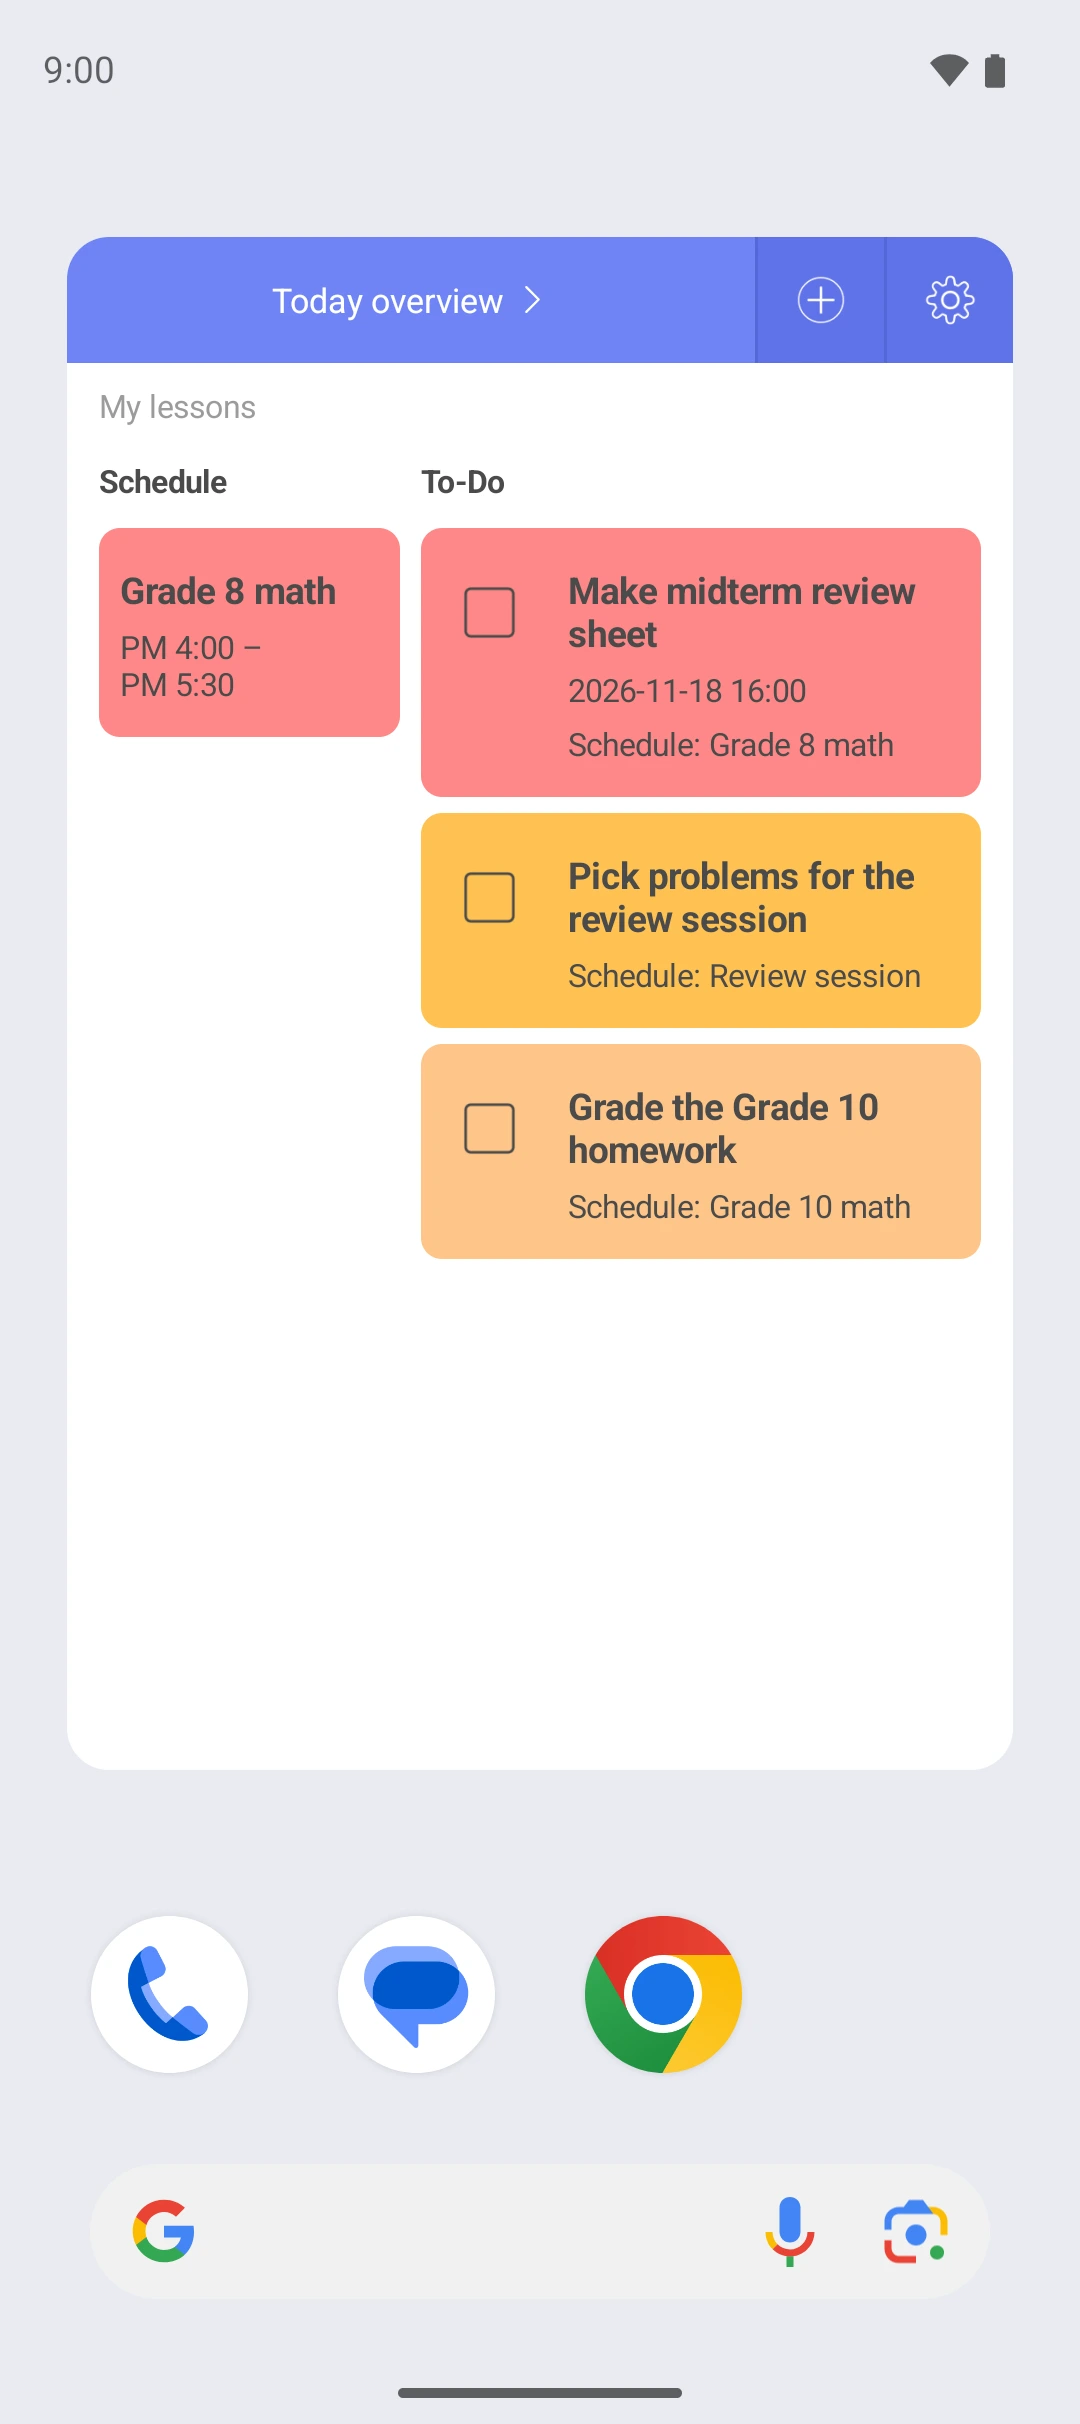 9:00
Today overview
My lessons
Schedule
To-Do
Grade 8 math
PM 4:00 –
PM 5:30
Make midterm review
sheet
2026-11-18 16:00
Schedule: Grade 8 math
Pick problems for the
review session
Schedule: Review session
Grade the Grade 10
homework
Schedule: Grade 10 math